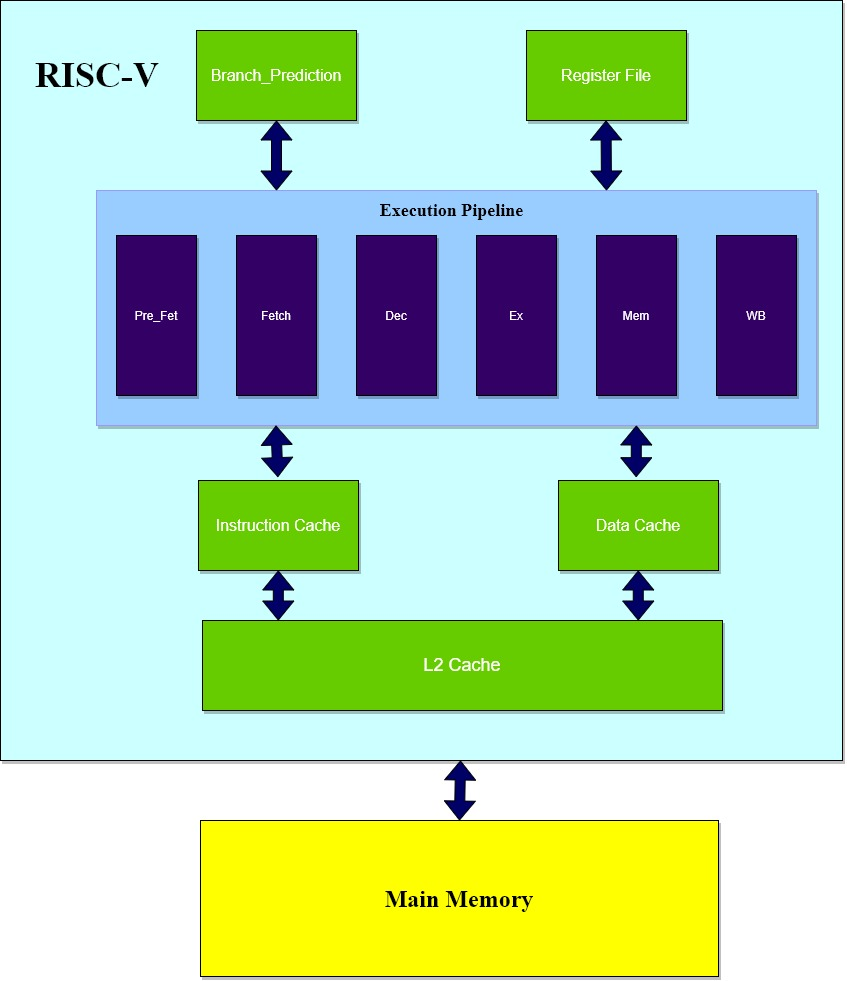 RISC-V
Branch_Prediction
Register File
Execution Pipeline
Pre_Fet
Fetch
Dec
Ex
Mem
WB
Instruction Cache
Data Cache
L2 Cache
Main Memory